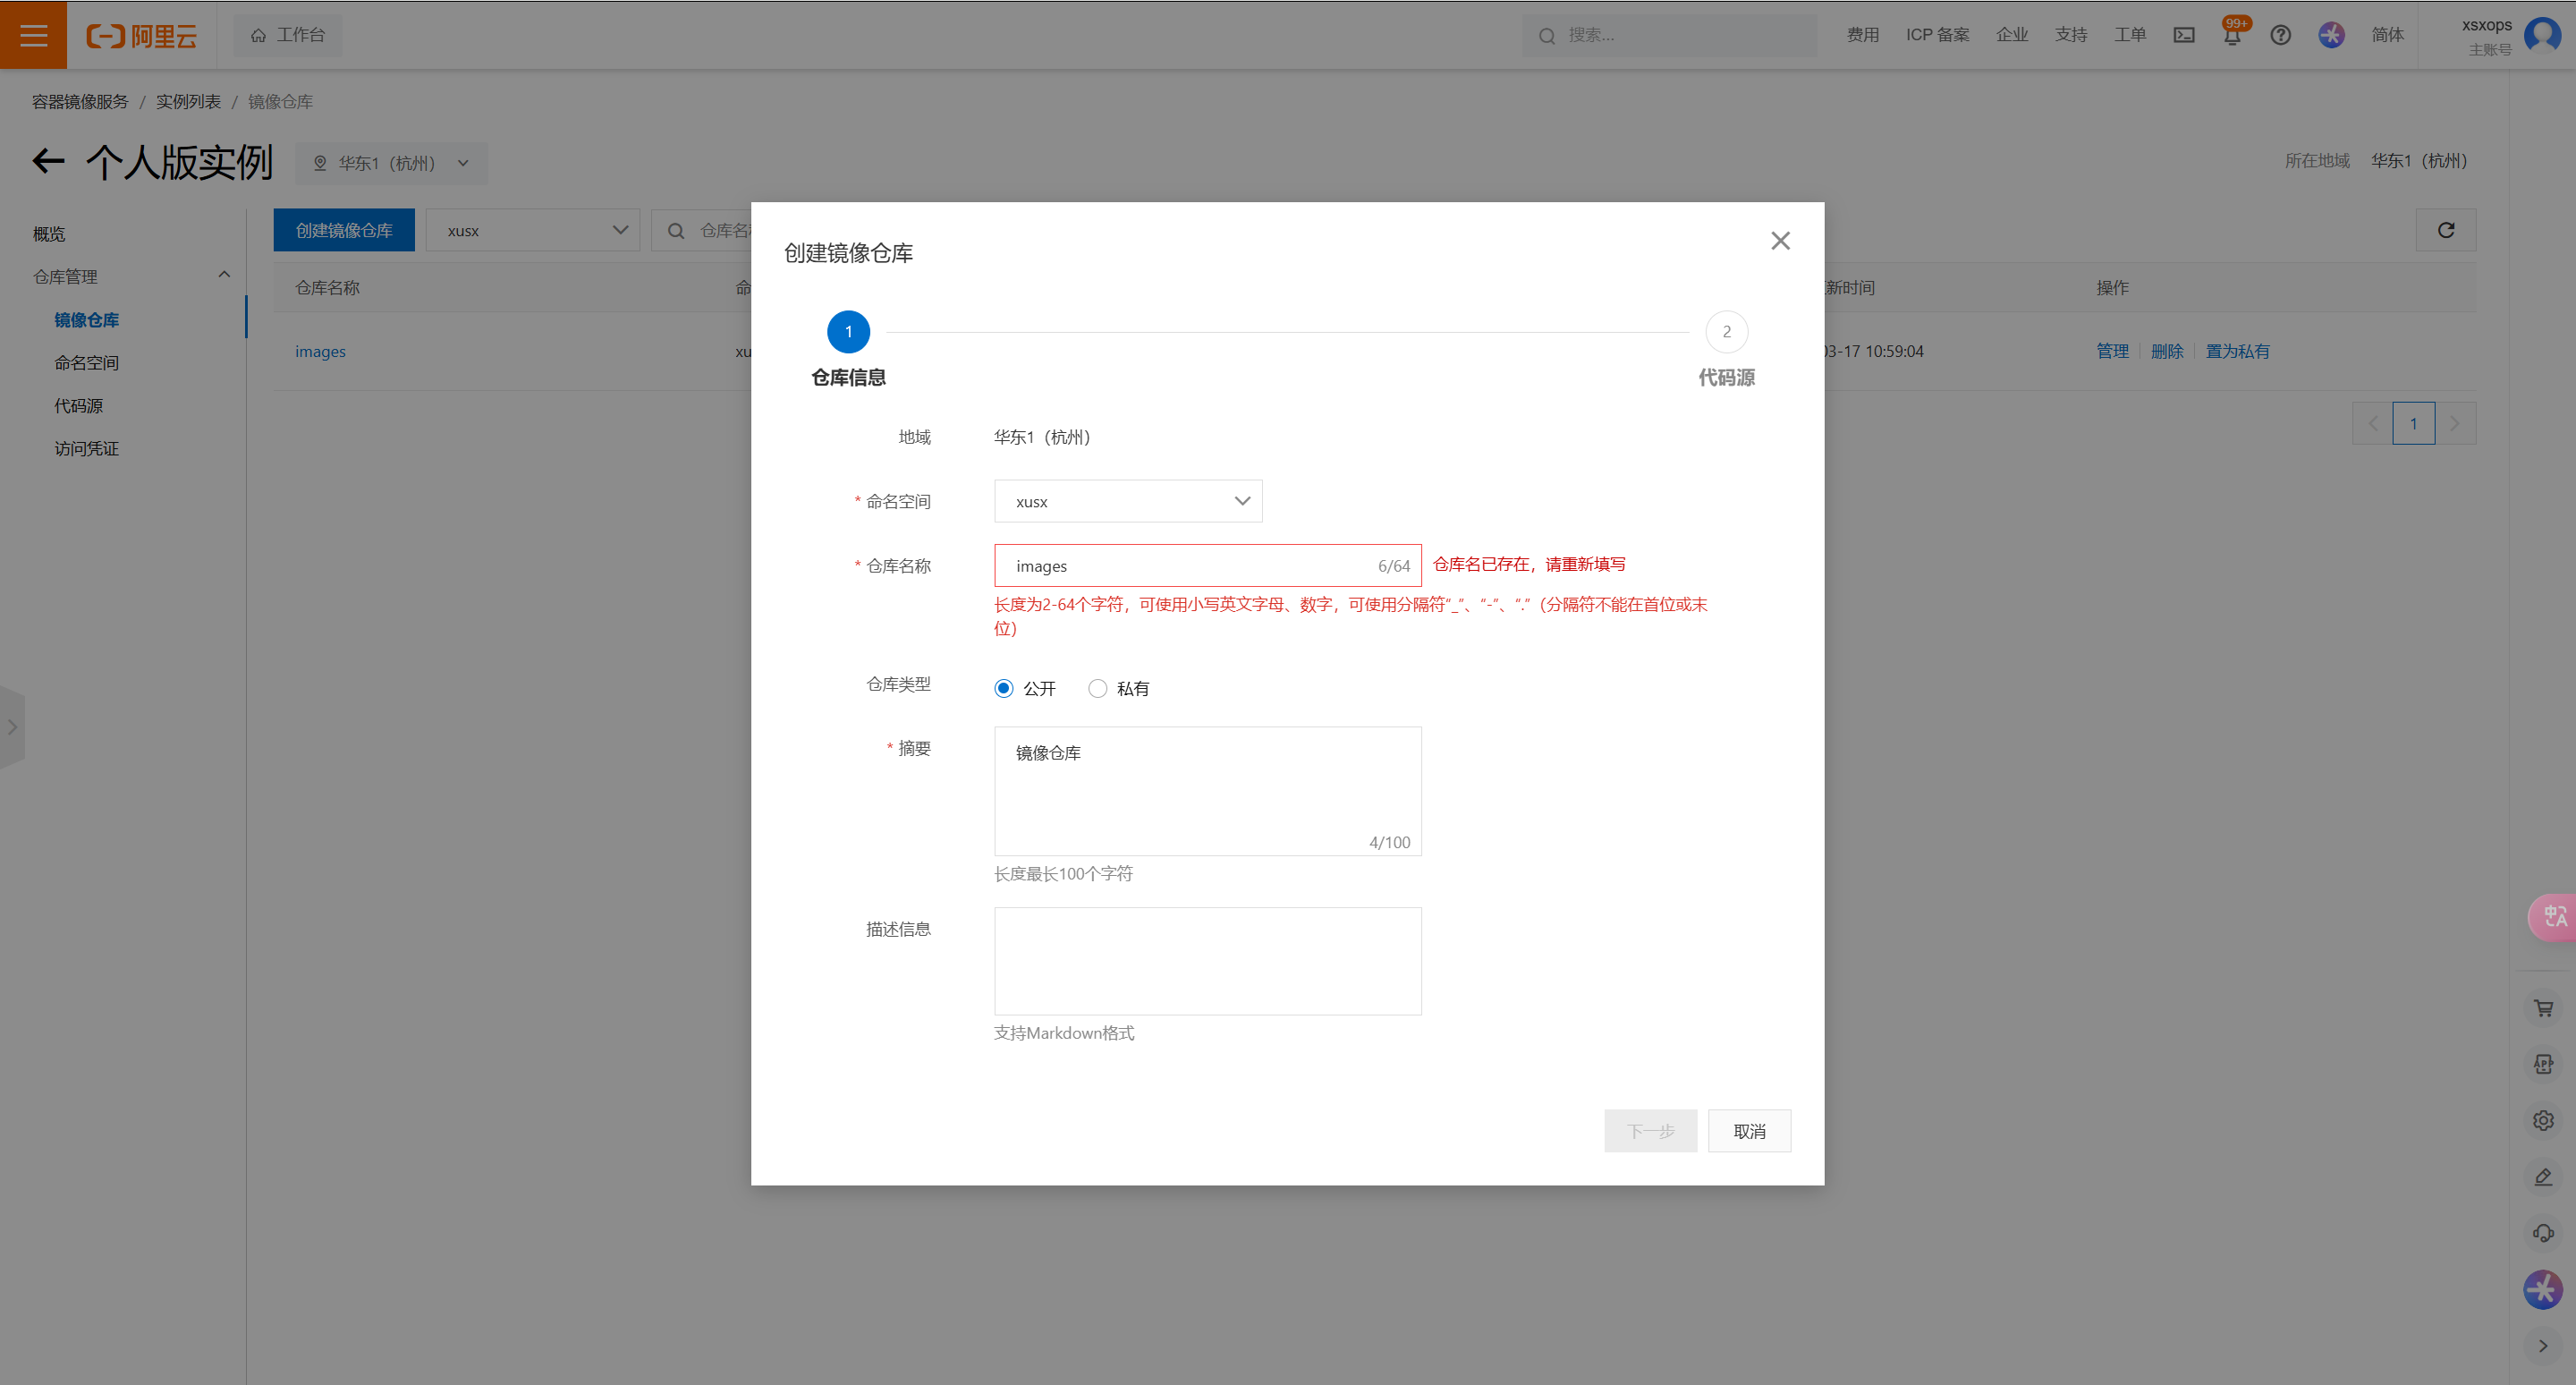 阿里云
工作台
搜索...
费用
ICP 备案
企业
支持
工单
99+
简体
xsxops
主账号
容器镜像服务 / 实例列表 / 镜像仓库
个人版实例
华东1（杭州）
所在地域 华东1（杭州）
概览
仓库管理
镜像仓库
命名空间
代码源
访问凭证
创建镜像仓库
xusx
仓库名
仓库名称
命
新时间
操作
images
xu
03-17 10:59:04
管理
删除
置为私有
1
创建镜像仓库
1
2
仓库信息
代码源
地域 华东1（杭州）
* 命名空间 xusx
* 仓库名称 images 6/64 仓库名已存在，请重新填写
长度为2-64个字符，可使用小写英文字母、数字，可使用分隔符“_”、“-”、“.”（分隔符不能在首位或末
位）
仓库类型 公开 私有
* 摘要 镜像仓库
4/100
长度最长100个字符
描述信息
支持Markdown格式
下一步
取消
中A
APP